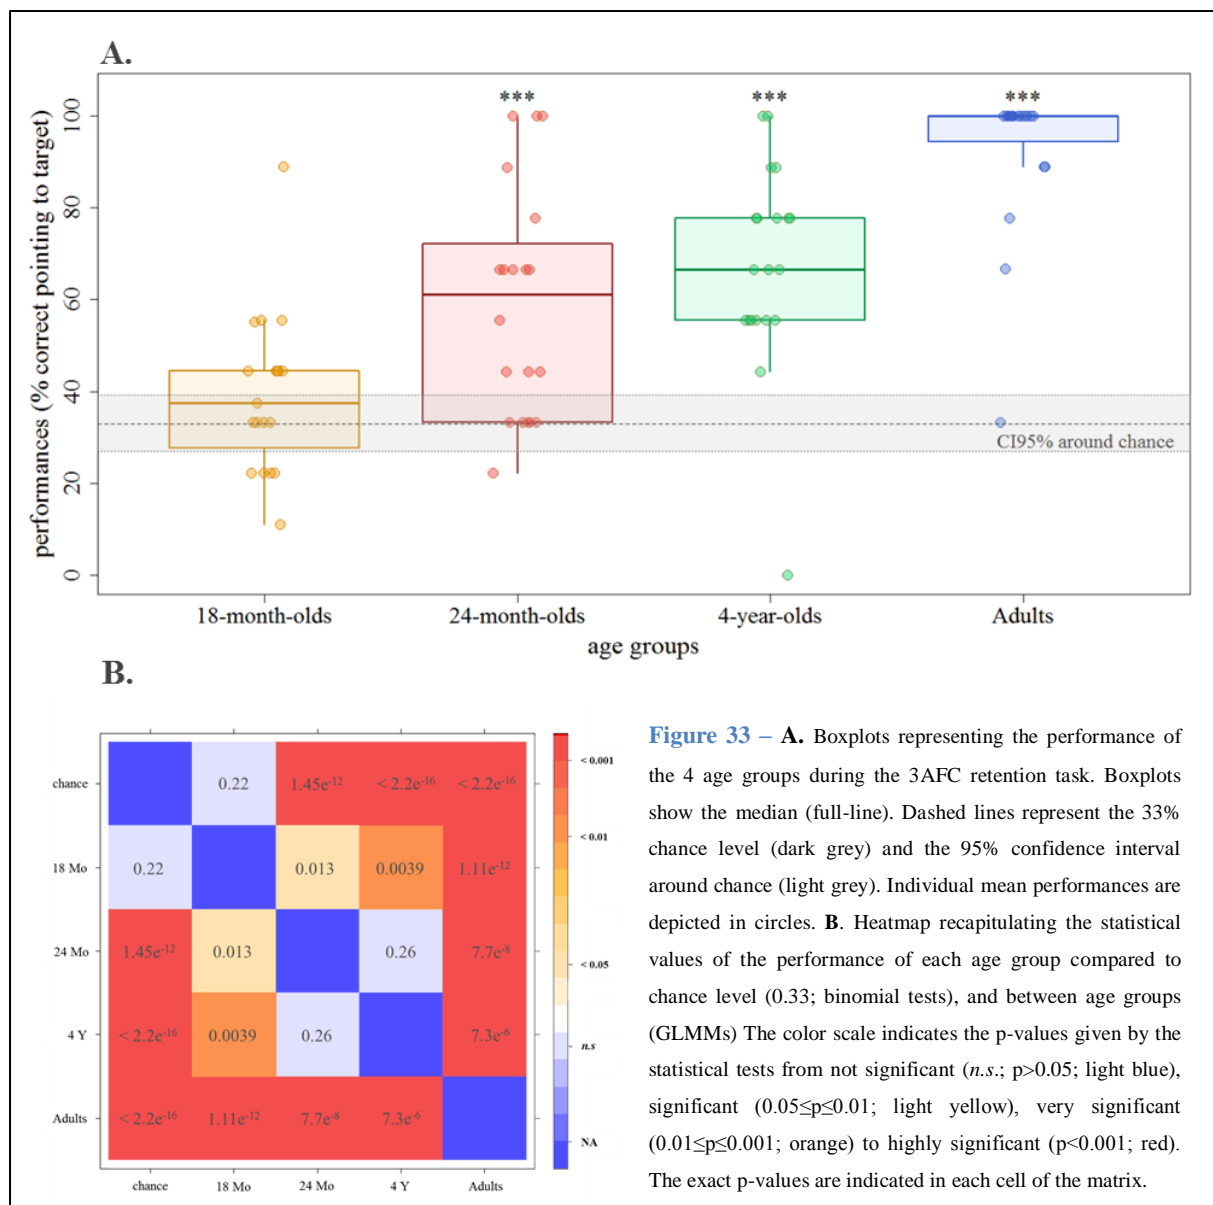 A.
performances (% correct pointing to target)
100
80
60
40
20
0
*** *** ***
CI95% around chance
18-month-olds 24-month-olds 4-year-olds Adults
age groups
B.
chance 0.22 1.45e-12 < 2.2e-16 < 2.2e-16
18 Mo 0.22 0.013 0.0039 1.11e-12
24 Mo 1.45e-12 0.013 0.26 7.7e-8
4 Y < 2.2e-16 0.0039 0.26 7.3e-6
Adults < 2.2e-16 1.11e-12 7.7e-8 7.3e-6
chance 18 Mo 24 Mo 4 Y Adults
< 0.001
< 0.01
< 0.05
n.s
NA
Figure 33 – A. Boxplots representing the performance of
the 4 age groups during the 3AFC retention task. Boxplots
show the median (full-line). Dashed lines represent the 33%
chance level (dark grey) and the 95% confidence interval
around chance (light grey). Individual mean performances are
depicted in circles. B. Heatmap recapitulating the statistical
values of the performance of each age group compared to
chance level (0.33; binomial tests), and between age groups
(GLMMs) The color scale indicates the p-values given by the
statistical tests from not significant (n.s.; p>0.05; light blue),
significant (0.05≤p≤0.01; light yellow), very significant
(0.01≤p≤0.001; orange) to highly significant (p<0.001; red).
The exact p-values are indicated in each cell of the matrix.